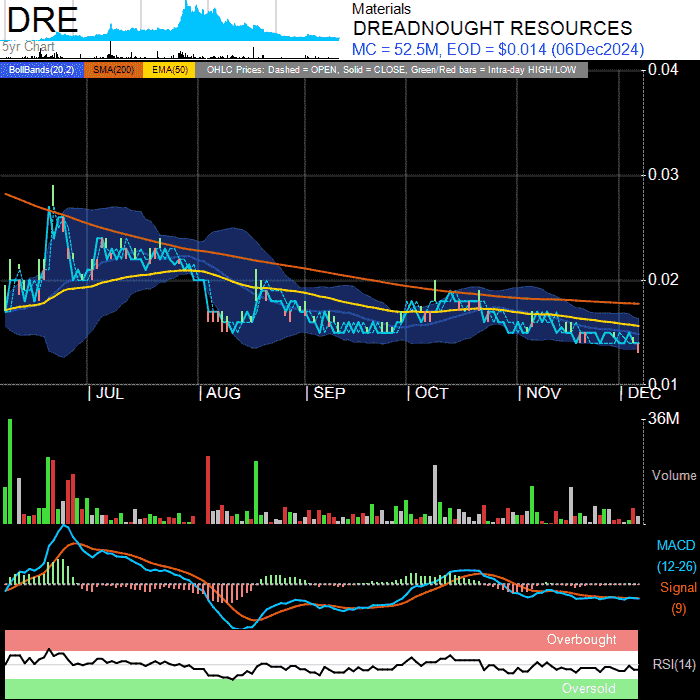 DRE
5yr Chart
Materials
DREADNOUGHT RESOURCES
MC = 52.5M, EOD = $0.014 (06Dec2024)
BollBands(20,2) SMA(200) EMA(50) OHLC Prices: Dashed = OPEN, Solid = CLOSE, Green/Red bars = Intra-day HIGH/LOW
0.04
0.03
0.02
0.01
| JUL | AUG | SEP | OCT | NOV | DEC
36M
Volume
MACD
(12-26)
Signal
(9)
Overbought
RSI(14)
Oversold